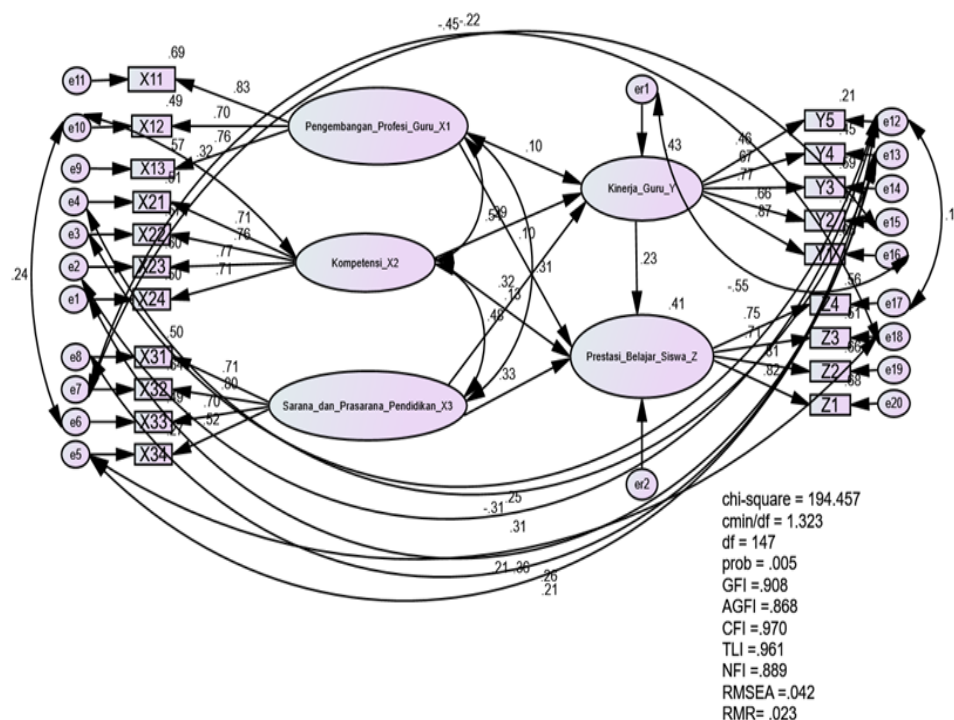 -.45 -.22
.69
e11 X11 .83
.49
e10 X12 .70
.76
.57 .32
e9 X13
e4 X21 .71
e3 X22 .76
e2 X23 .77
e1 X24 .71
.24
.50
e8 X31 .71
e7 X32 .80
e6 X33 .70
e5 X34 .52
.27
Pengembangan_Profesi_Guru_X1
Kompetensi_X2
Sarana_dan_Prasarana_Pendidikan_X3
.10
.10
.32
.31
.13
.48
.33
er1
.43
Kinerja_Guru_Y
.23
.41
Prestasi_Belajar_Siswa_Z
er2
.46
.67
.77
.66
.87
-.55
.75
.71
.81
.82
.21
Y5 e12
.45
Y4 e13
.69
Y3 e14
Y2 e15
Y1 e16
.1
.56
Z4 e17
.51
Z3 e18
.66
Z2 e19
.68
Z1 e20
.25
-.31
.31
.21 .36
.26
.21
chi-square = 194.457
cmin/df = 1.323
df = 147
prob = .005
GFI =.908
AGFI =.868
CFI =.970
TLI =.961
NFI =.889
RMSEA =.042
RMR= .023